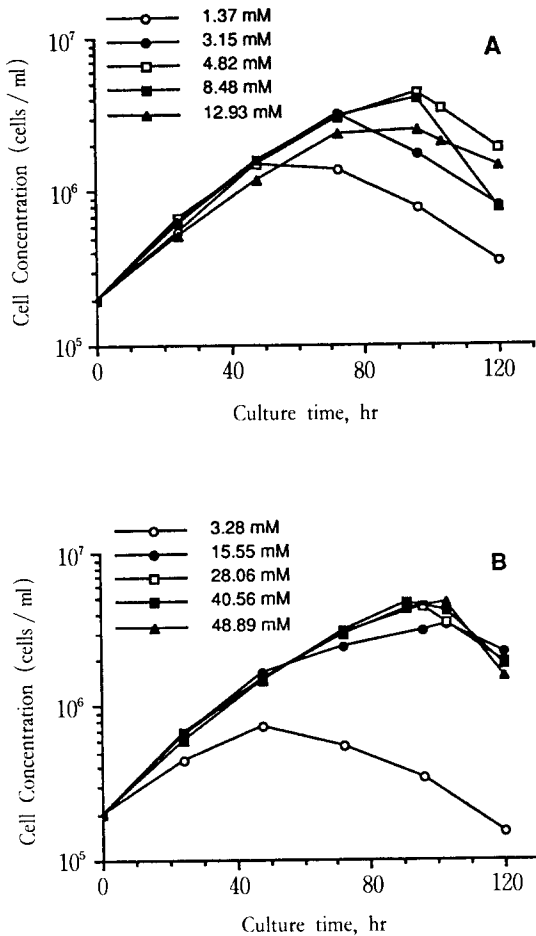 1.37 mM
3.15 mM
4.82 mM
8.48 mM
12.93 mM
A
10^7
10^6
10^5
Cell Concentration (cells / ml)
0 40 80 120
Culture time, hr
3.28 mM
15.55 mM
28.06 mM
40.56 mM
48.89 mM
B
10^7
10^6
10^5
Cell Concentration (cells / ml)
0 40 80 120
Culture time, hr